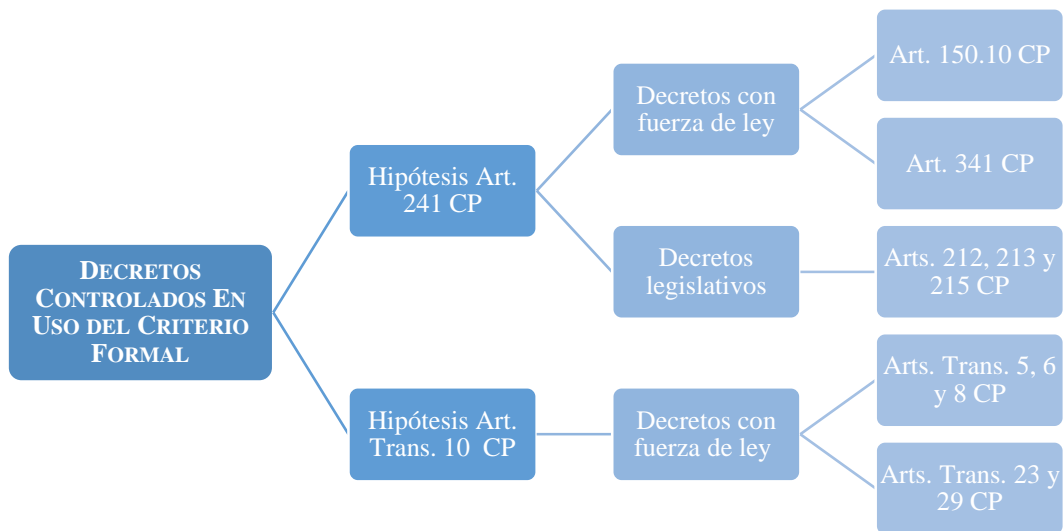 DECRETOS
CONTROLADOS EN
USO DEL CRITERIO
FORMAL
Hipótesis Art.
241 CP
Decretos con
fuerza de ley
Art. 150.10 CP
Art. 341 CP
Decretos
legislativos
Arts. 212, 213 y
215 CP
Hipótesis Art.
Trans. 10 CP
Decretos con
fuerza de ley
Arts. Trans. 5, 6
y 8 CP
Arts. Trans. 23 y
29 CP